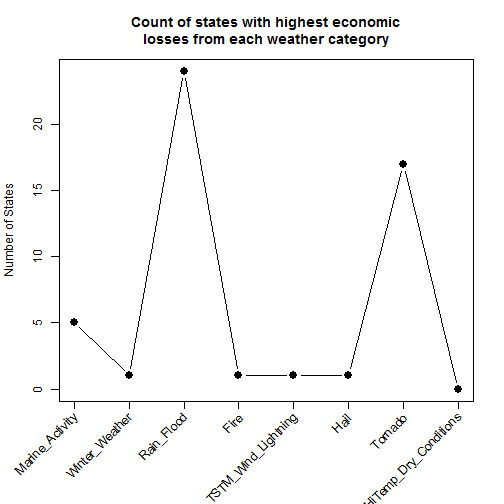 Count of states with highest economic
losses from each weather category
Number of States
20
15
10
5
0
Marine_Activity
Winter_Weather
Rain_Flood
Fire
TSTM_Wind_Lightning
Hail
Tornado
HiTemp_Dry_Conditions